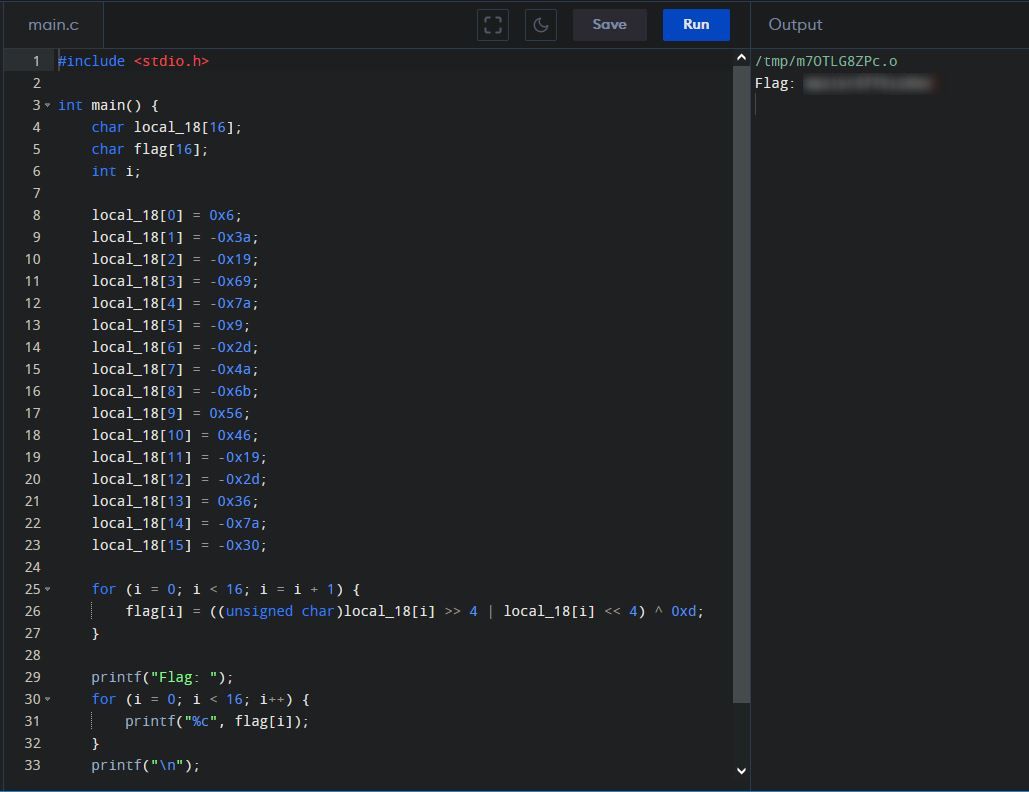 main.c
Save
Run
Output
1 #include <stdio.h>
2
3 int main() {
4 char local_18[16];
5 char flag[16];
6 int i;
7
8 local_18[0] = 0x6;
9 local_18[1] = -0x3a;
10 local_18[2] = -0x19;
11 local_18[3] = -0x69;
12 local_18[4] = -0x7a;
13 local_18[5] = -0x9;
14 local_18[6] = -0x2d;
15 local_18[7] = -0x4a;
16 local_18[8] = -0x6b;
17 local_18[9] = 0x56;
18 local_18[10] = 0x46;
19 local_18[11] = -0x19;
20 local_18[12] = -0x2d;
21 local_18[13] = 0x36;
22 local_18[14] = -0x7a;
23 local_18[15] = -0x30;
24
25 for (i = 0; i < 16; i = i + 1) {
26 flag[i] = ((unsigned char)local_18[i] >> 4 | local_18[i] << 4) ^ 0xd;
27 }
28
29 printf("Flag: ");
30 for (i = 0; i < 16; i++) {
31 printf("%c", flag[i]);
32 }
33 printf("\n");
/tmp/m7OTLG8ZPc.o
Flag: